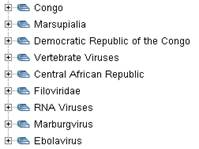 Congo
Marsupialia
Democratic Republic of the Congo
Vertebrate Viruses
Central African Republic
Filoviridae
RNA Viruses
Marburgvirus
Ebolavirus